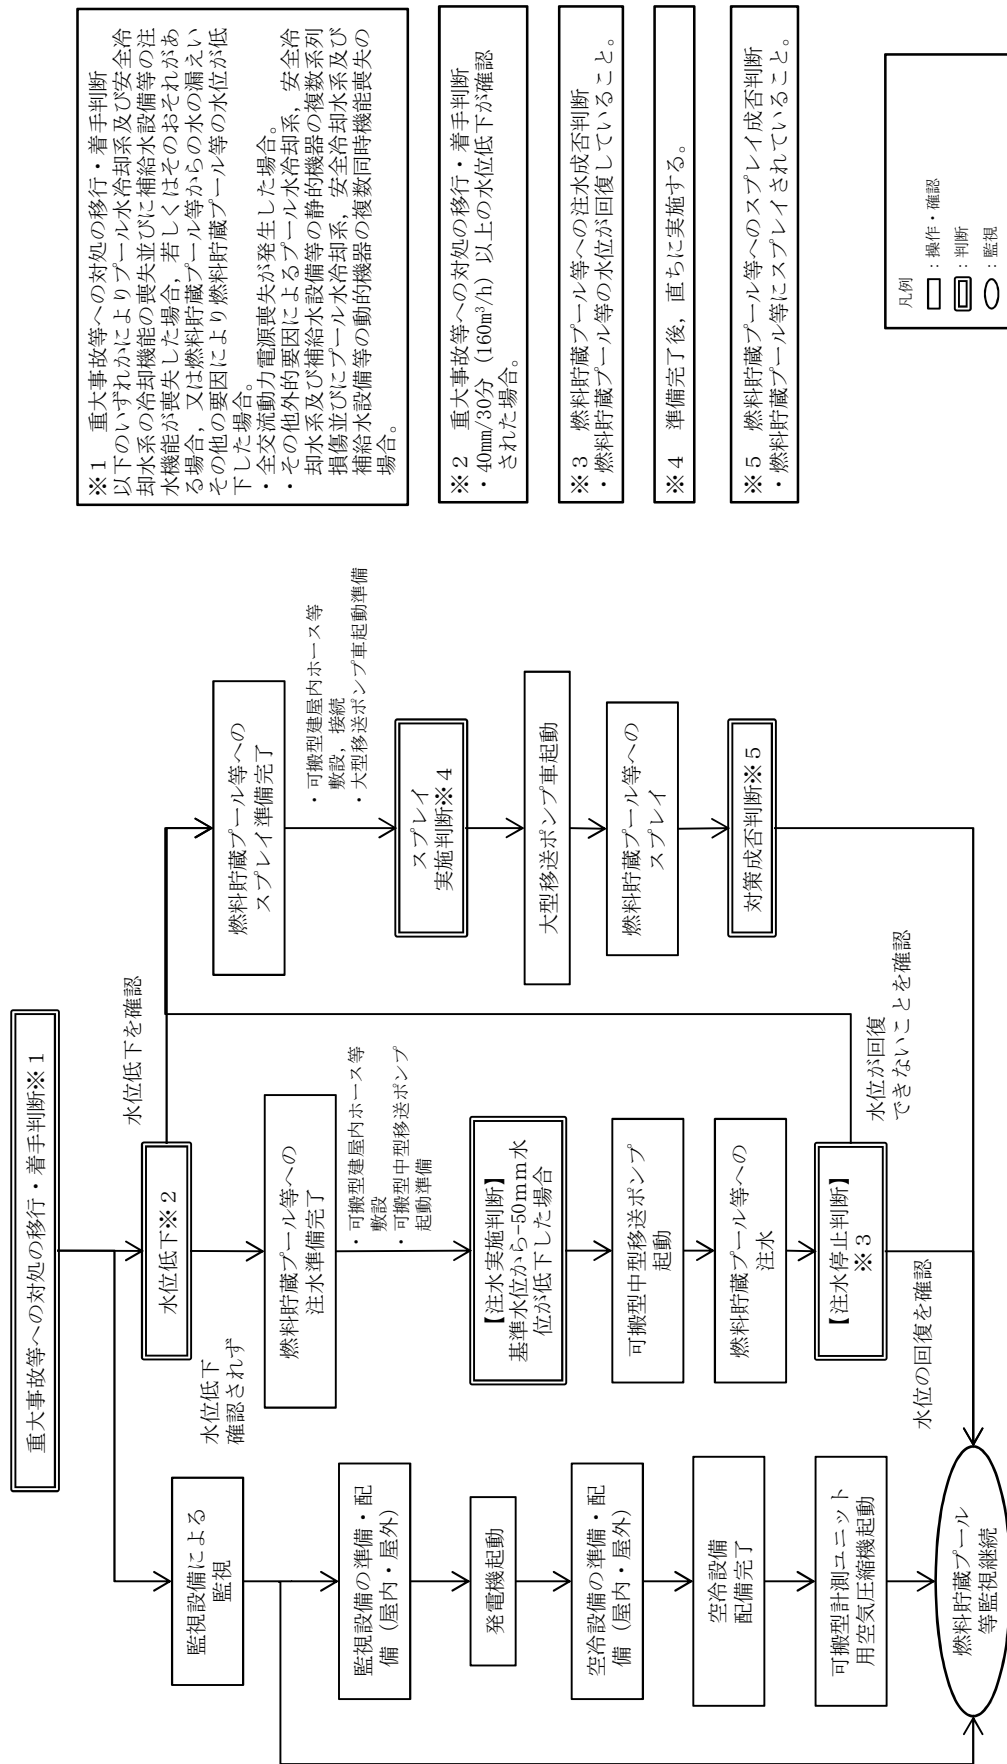 重大事故等への対処の移行・着手判断※1
監視設備による
監視
監視設備の準備・配
備（屋内・屋外）
発電機起動
空冷設備の準備・配
備（屋内・屋外）
空冷設備
配備完了
可搬型計測ユニット
用空気圧縮機起動
燃料貯蔵プール
等監視継続
水位低下※2
水位低下
確認されず
水位低下を確認
燃料貯蔵プール等への
注水準備完了
・可搬型建屋内ホース等
敷設
・可搬型中型移送ポンプ
起動準備
【注水実施判断】
基準水位から-50mm水
位が低下した場合
可搬型中型移送ポンプ
起動
燃料貯蔵プール等への
注水
【注水停止判断】
※3
水位の回復を確認
水位が回復
できないことを確認
燃料貯蔵プール等への
スプレイ準備完了
・可搬型建屋内ホース等
敷設，接続
・大型移送ポンプ車起動準備
スプレイ
実施判断※4
大型移送ポンプ車起動
燃料貯蔵プール等への
スプレイ
対策成否判断※5
※1　重大事故等への対処の移行・着手判断
以下のいずれかによりプール水冷却系及び安全冷
却水系の冷却機能の喪失並びに補給水設備等の注
水機能が喪失した場合，若しくはそのおそれがあ
る場合，又は燃料貯蔵プール等からの水の漏えい
その他の要因により燃料貯蔵プール等の水位が低
下した場合。
・全交流動力電源喪失が発生した場合。
・その他外的要因によるプール水冷却系，安全冷
却水系及び補給水設備等の静的機器の複数系列
損傷並びにプール水冷却系，安全冷却水系及び
補給水設備等の動的機器の複数同時機能喪失の
場合。
※2　重大事故等への対処の移行・着手判断
・40mm/30分（160m³/h）以上の水位低下が確認
された場合。
※3　燃料貯蔵プール等への注水成否判断
・燃料貯蔵プール等の水位が回復していること。
※4　準備完了後，直ちに実施する。
※5　燃料貯蔵プール等へのスプレイ成否判断
・燃料貯蔵プール等にスプレイされていること。
凡例
：操作・確認
：判断
：監視